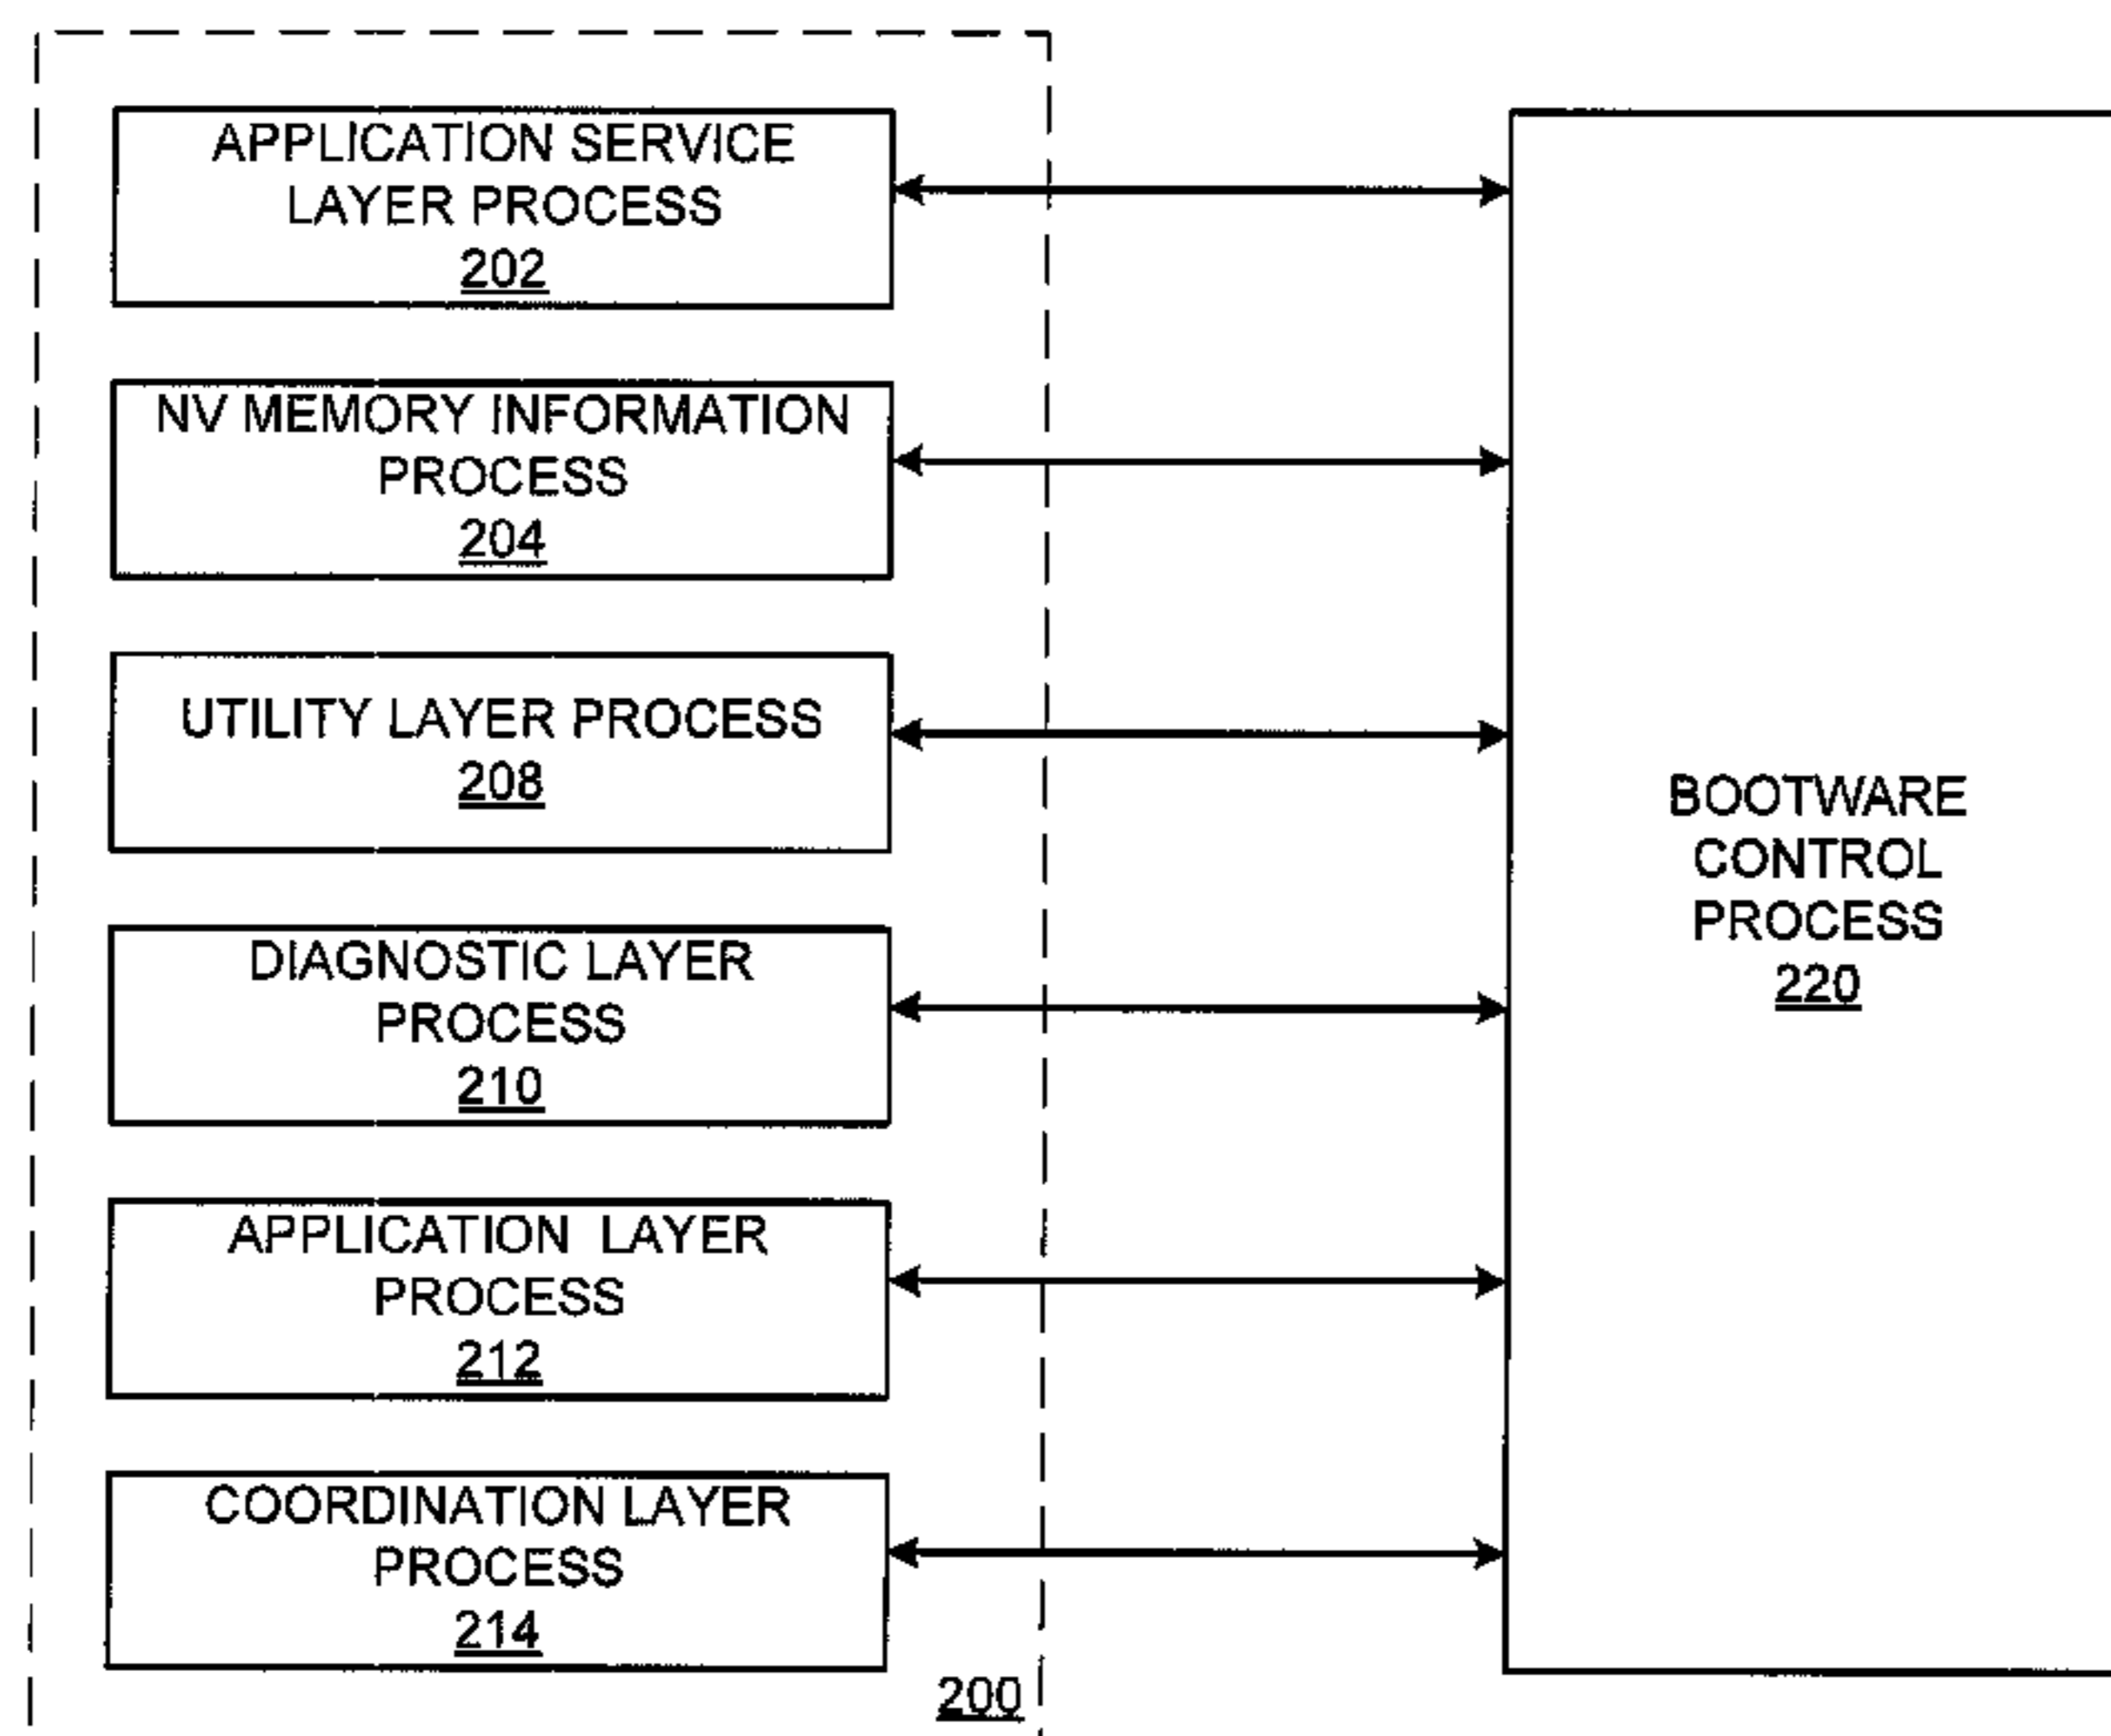 APPLICATION SERVICE
LAYER PROCESS
202
NV MEMORY INFORMATION
PROCESS
204
UTILITY LAYER PROCESS
208
DIAGNOSTIC LAYER
PROCESS
210
APPLICATION LAYER
PROCESS
212
COORDINATION LAYER
PROCESS
214
200
BOOTWARE
CONTROL
PROCESS
220